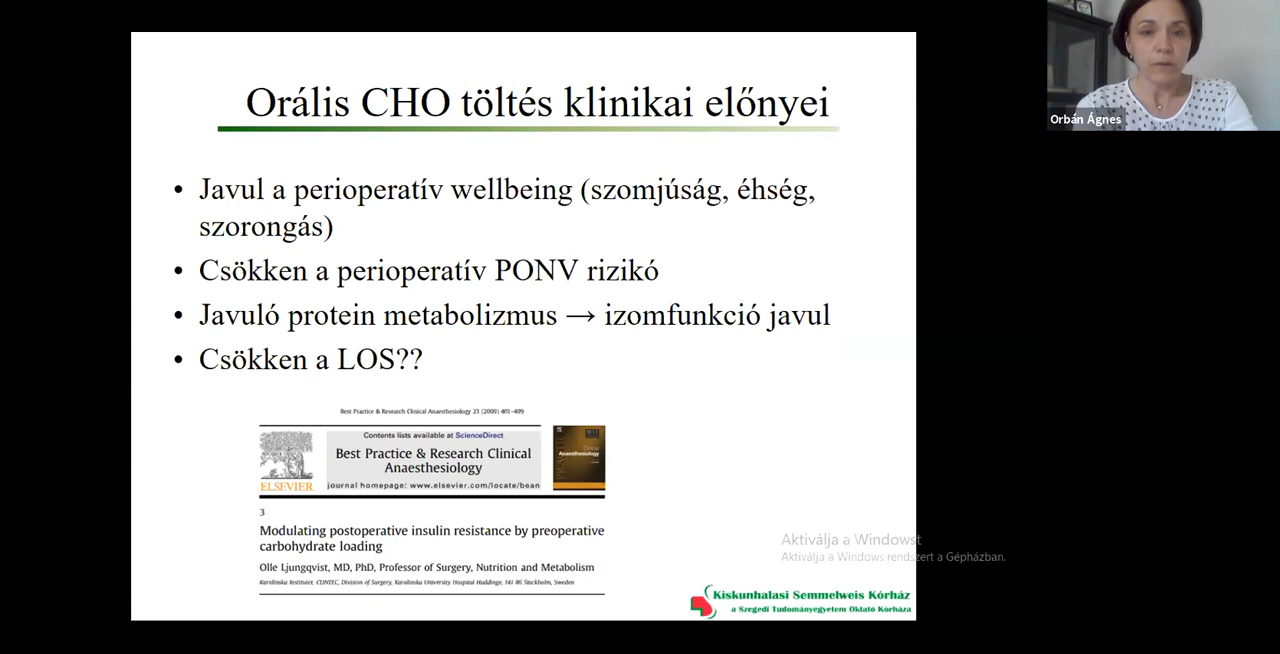 Orális CHO töltés klinikai előnyei
• Javul a perioperatív wellbeing (szomjúság, éhség,
szorongás)
• Csökken a perioperatív PONV rizikó
• Javuló protein metabolizmus → izomfunkció javul
• Csökken a LOS??
Best Practice & Research Clinical Anaesthesiology 23 (2009) 401–409
Contents lists available at ScienceDirect
Best Practice & Research Clinical
Anaesthesiology
journal homepage: www.elsevier.com/locate/bean
ELSEVIER
Anaesthesiology
3
Modulating postoperative insulin resistance by preoperative
carbohydrate loading
Olle Ljungqvist, MD, PhD, Professor of Surgery, Nutrition and Metabolism
Karolinska Institutet, CLINTEC, Division of Surgery, Karolinska University Hospital Huddinge, 141 86 Stockholm, Sweden
Kiskunhalasi Semmelweis Kórház
a Szegedi Tudományegyetem Oktató Kórháza
Aktiválja a Windowst
Aktiválja a Windows rendszert a Gépházban.
Orbán Ágnes